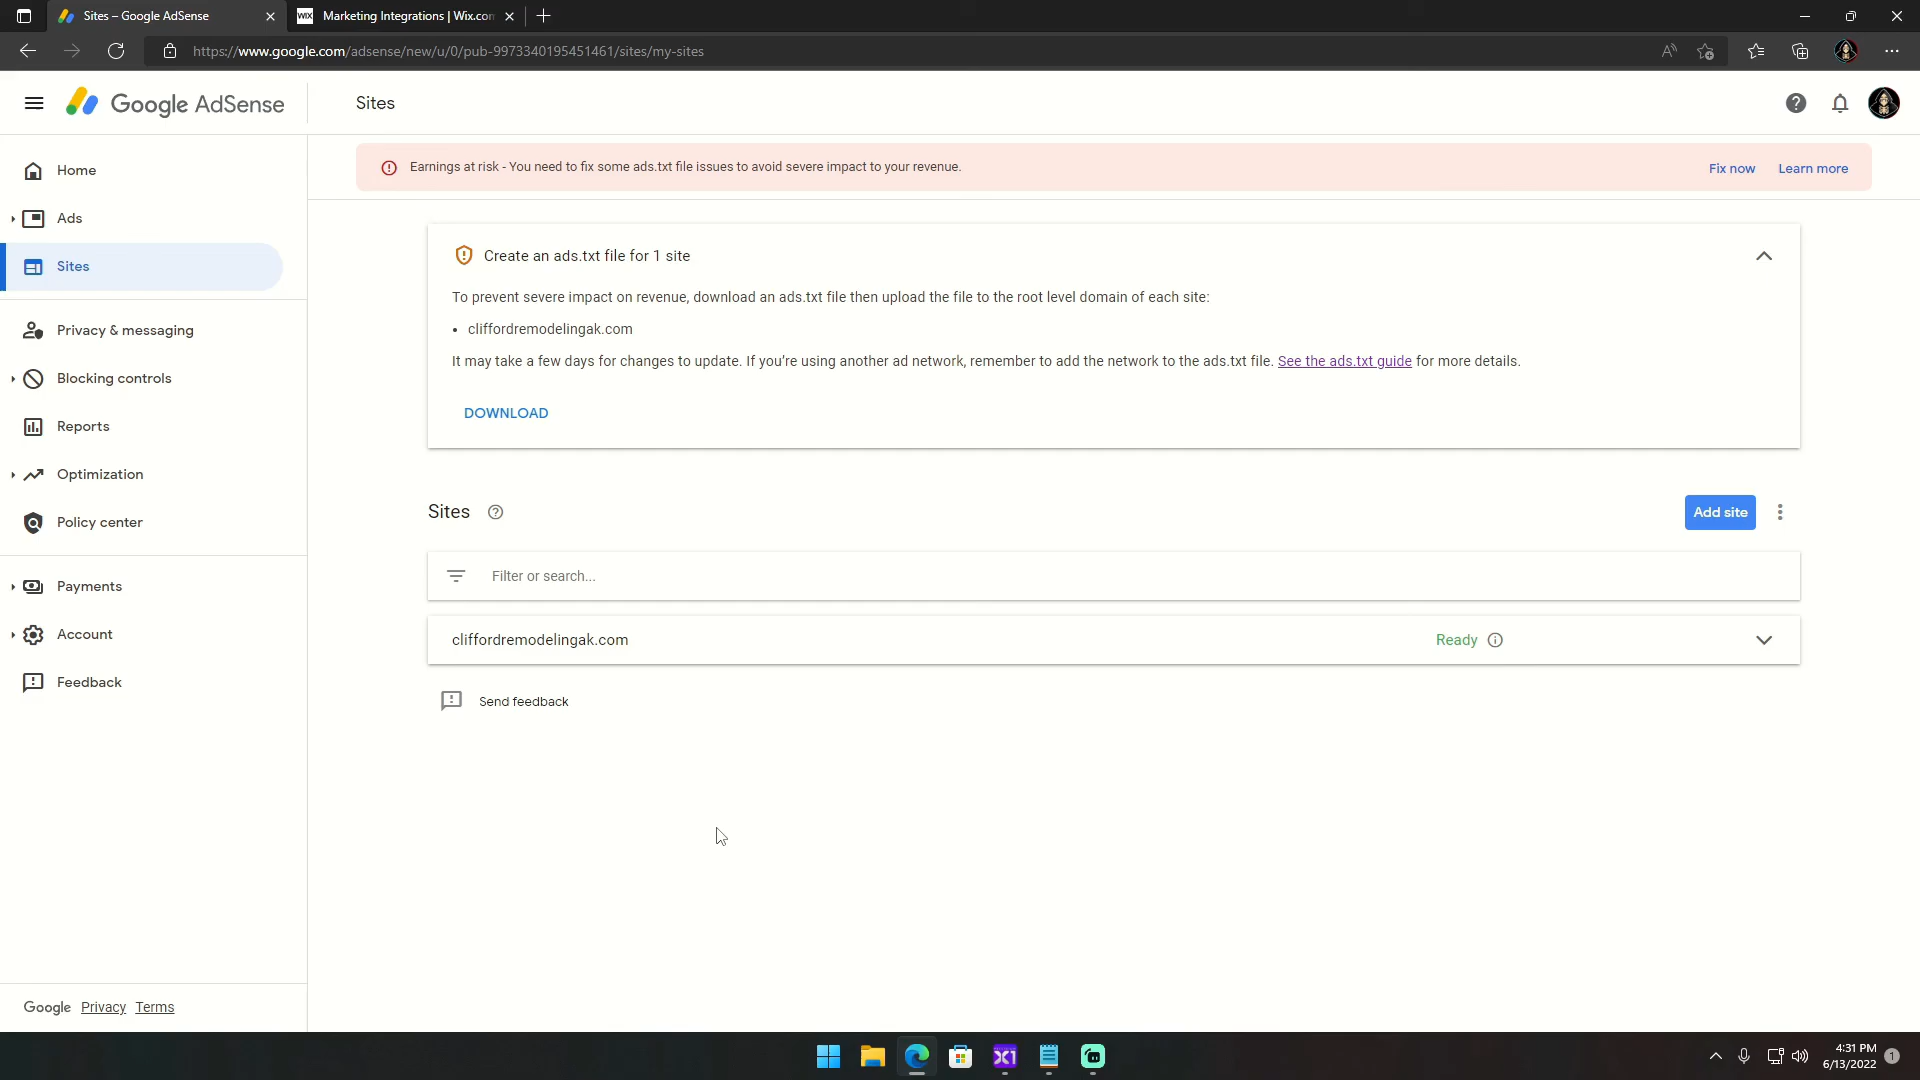 Sites – Google AdSense
Marketing Integrations | Wix.con
https://www.google.com/adsense/new/u/0/pub-9973340195451461/sites/my-sites
Google AdSense
Sites
Home
Ads
Sites
Privacy & messaging
Blocking controls
Reports
Optimization
Policy center
Payments
Account
Feedback
Google Privacy Terms
Earnings at risk - You need to fix some ads.txt file issues to avoid severe impact to your revenue.
Fix now Learn more
Create an ads.txt file for 1 site
To prevent severe impact on revenue, download an ads.txt file then upload the file to the root level domain of each site:
• cliffordremodelingak.com
It may take a few days for changes to update. If you’re using another ad network, remember to add the network to the ads.txt file. See the ads.txt guide for more details.
DOWNLOAD
Sites
Add site
Filter or search...
cliffordremodelingak.com Ready
Send feedback
4:31 PM
6/13/2022
1